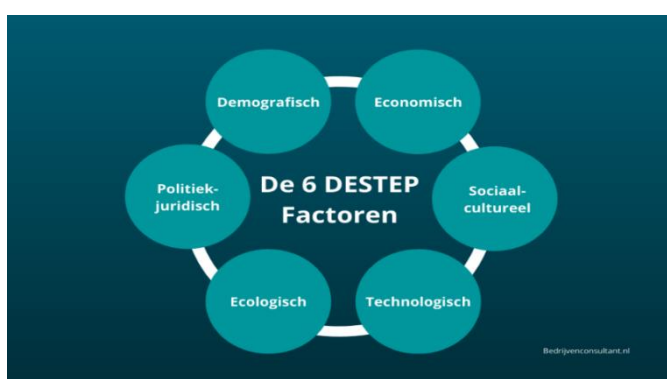 De 6 DESTEP
Factoren
Demografisch
Economisch
Sociaal-
cultureel
Technologisch
Ecologisch
Politiek-
juridisch
Bedrijvenconsultant.nl